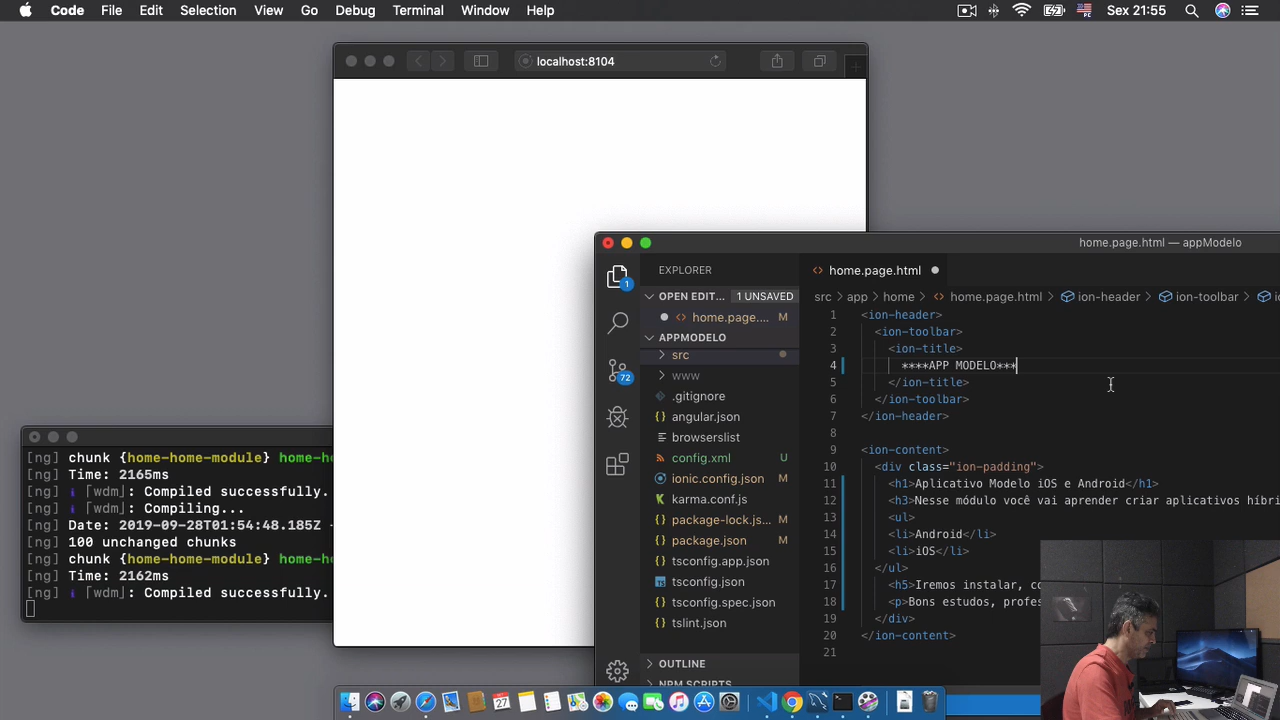 Code File Edit Selection View Go Debug Terminal Window Help Sex 21:55
localhost:8104
home.page.html — appModelo
EXPLORER
OPEN EDIT... 1 UNSAVED
home.page.... M
APPMODELO
src
www
.gitignore
angular.json
browserslist
config.xml U
ionic.config.json M
karma.conf.js
package-lock.js... M
package.json M
tsconfig.app.json
tsconfig.json
tsconfig.spec.json
tslint.json
OUTLINE
NPM SCRIPTS
1
72
home.page.html
src > app > home > home.page.html > ion-header > ion-toolbar >
1 <ion-header>
2 <ion-toolbar>
3 <ion-title>
4 ****APP MODELO***
5 </ion-title>
6 </ion-toolbar>
7 </ion-header>
8
9 <ion-content>
10 <div class="ion-padding">
11 <h1>Aplicativo Modelo iOS e Android</h1>
12 <h3>Nesse módulo você vai aprender criar aplicativos híbri
13 <ul>
14 <li>Android</li>
15 <li>iOS</li>
16 </ul>
17 <h5>Iremos instalar, co
18 <p>Bons estudos, profes
19 </div>
20 </ion-content>
21
[ng] chunk {home-home-module} home-h
[ng] Time: 2165ms
[ng] ℹ ｢wdm｣: Compiled successfully.
[ng] ℹ ｢wdm｣: Compiling...
[ng] Date: 2019-09-28T01:54:48.185Z -
[ng] 100 unchanged chunks
[ng] chunk {home-home-module} home-h
[ng] Time: 2162ms
[ng] ℹ ｢wdm｣: Compiled successfully.
27